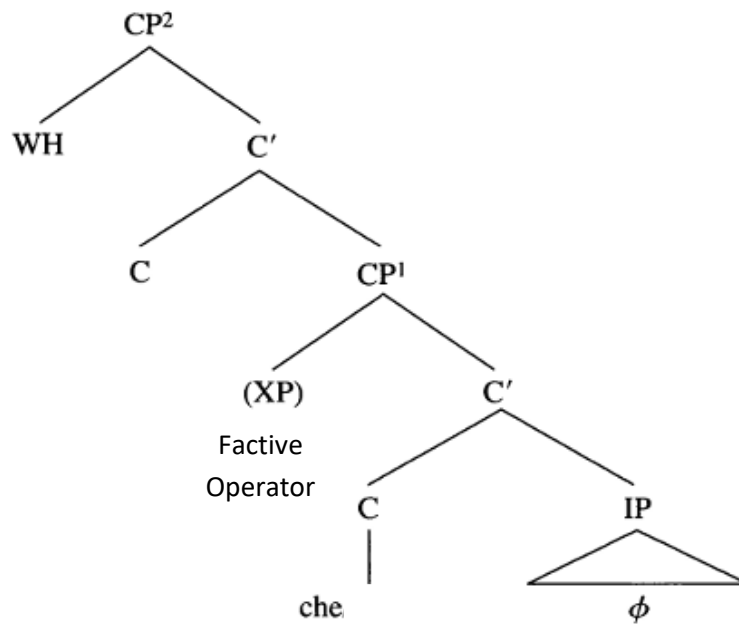 CP²
WH C′
C CP¹
(XP) C′
Factive
Operator
C IP
che ϕ